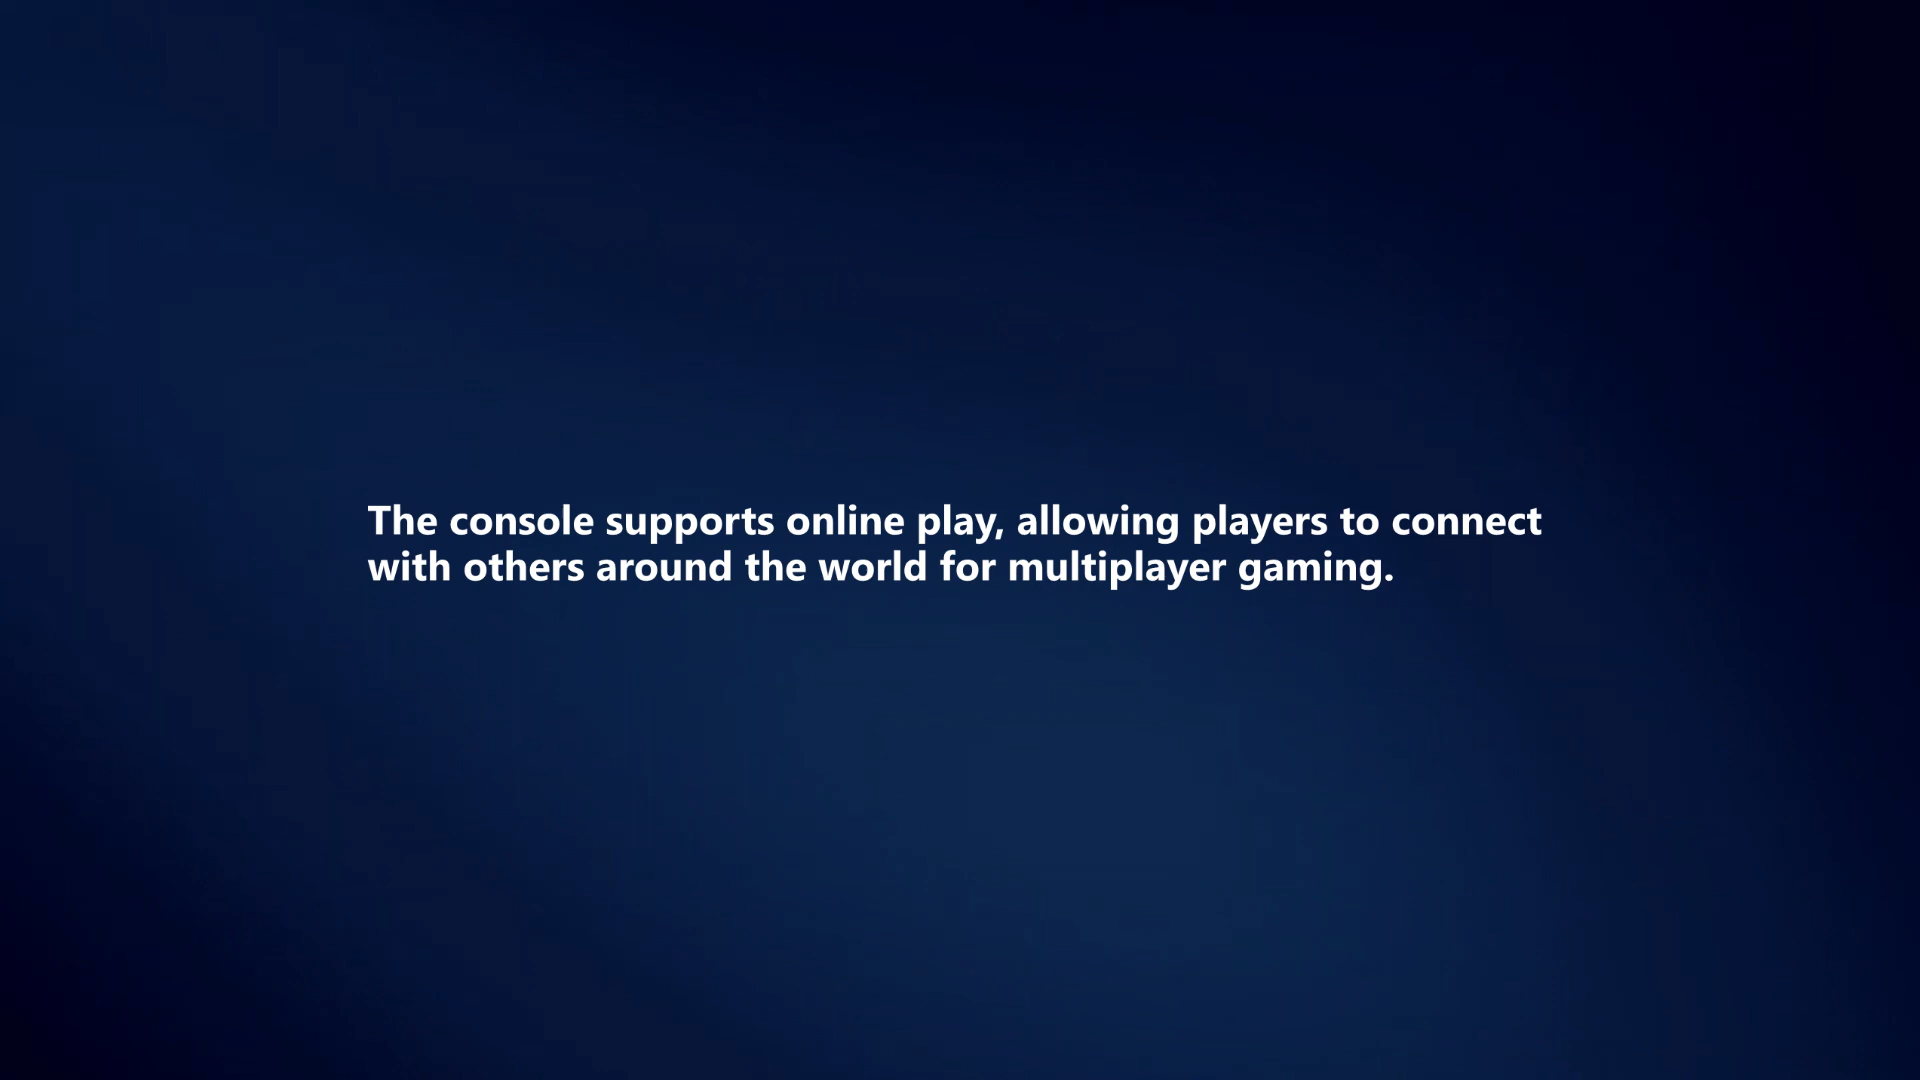 The console supports online play, allowing players to connect
with others around the world for multiplayer gaming.